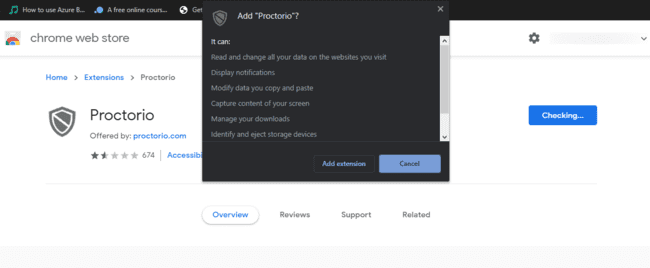 How to use Azure B...
A free online cours...
Get
chrome web store
Home
Extensions
Proctorio
Proctorio
Offered by: proctorio.com
674
Accessib
Checking...
Add "Proctorio"?
It can:
Read and change all your data on the websites you visit
Display notifications
Modify data you copy and paste
Capture content of your screen
Manage your downloads
Identify and eject storage devices
Add extension
Cancel
Overview
Reviews
Support
Related